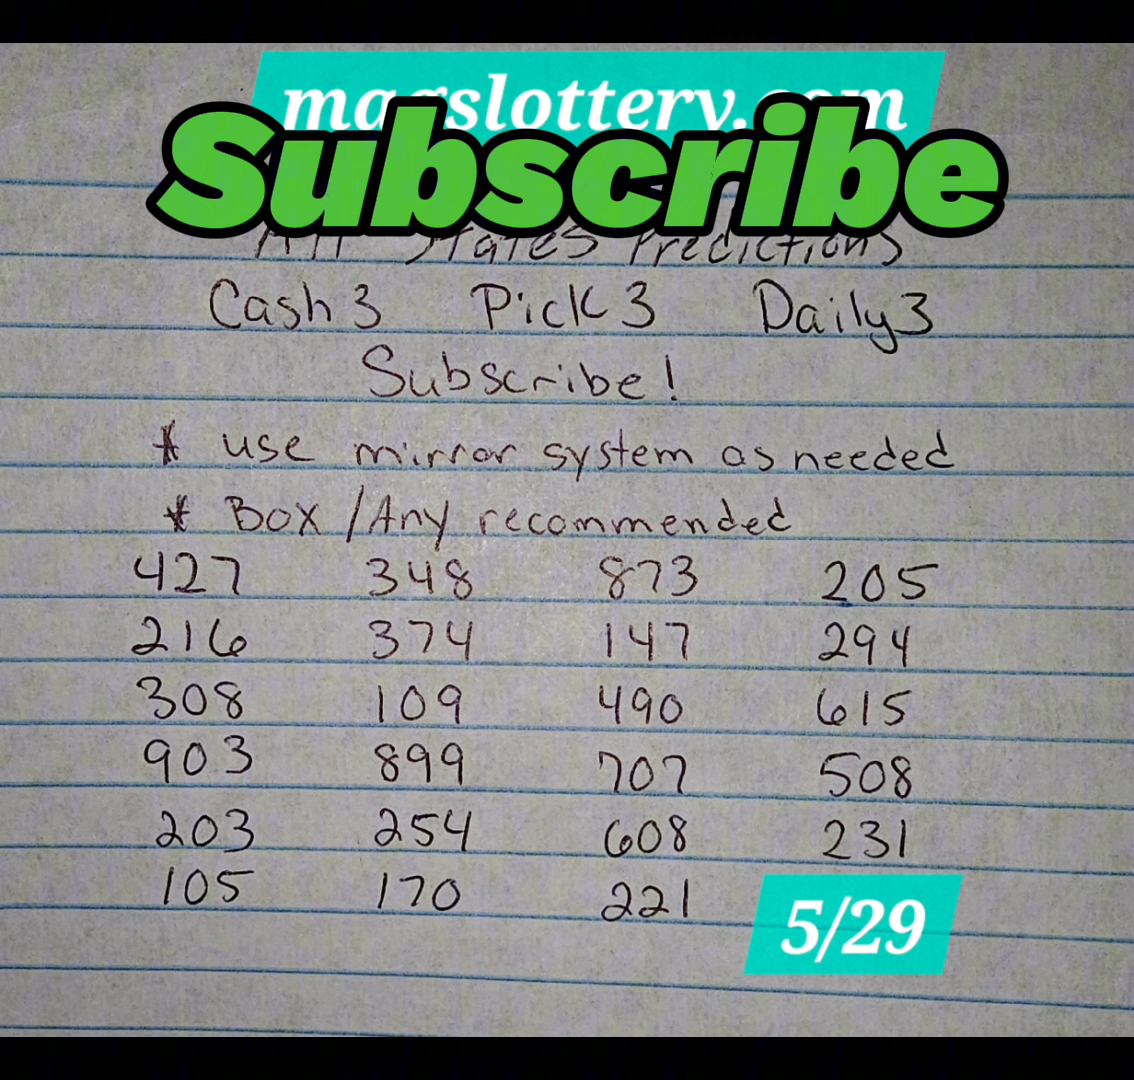 magslottery.com
Subscribe
All States Predictions
Cash 3 Pick 3 Daily 3
Subscribe!
* use mirror system as needed
* Box / Any recommended
427 348 873 205
216 374 147 294
308 109 490 615
903 899 707 508
203 254 608 231
105 170 221
5/29